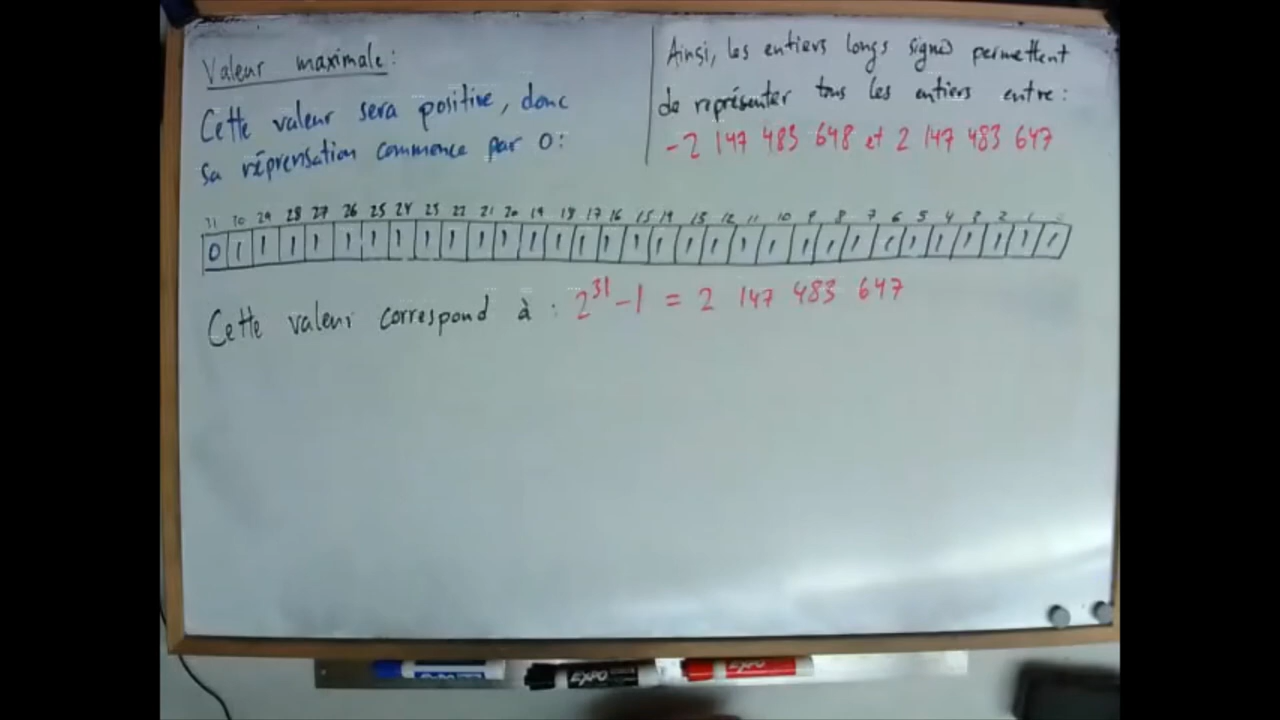 Valeur maximale:
Cette valeur sera positive, donc
sa réprensation commence par 0:
Ainsi, les entiers longs signés permettent
de représenter tous les entiers entre:
-2 147 483 648 et 2 147 483 647
31 30 29 28 27 26 25 24 23 22 21 20 19 18 17 16 15 14 13 12 11 10 9 8 7 6 5 4 3 2 1
0 1 1 1 1 1 1 1 1 1 1 1 1 1 1 1 1 1 1 1 1 1 1 1 1 1 1 1 1 1 1 1
Cette valeur correspond à : 2^31 - 1 = 2 147 483 647
EXPO EXPO